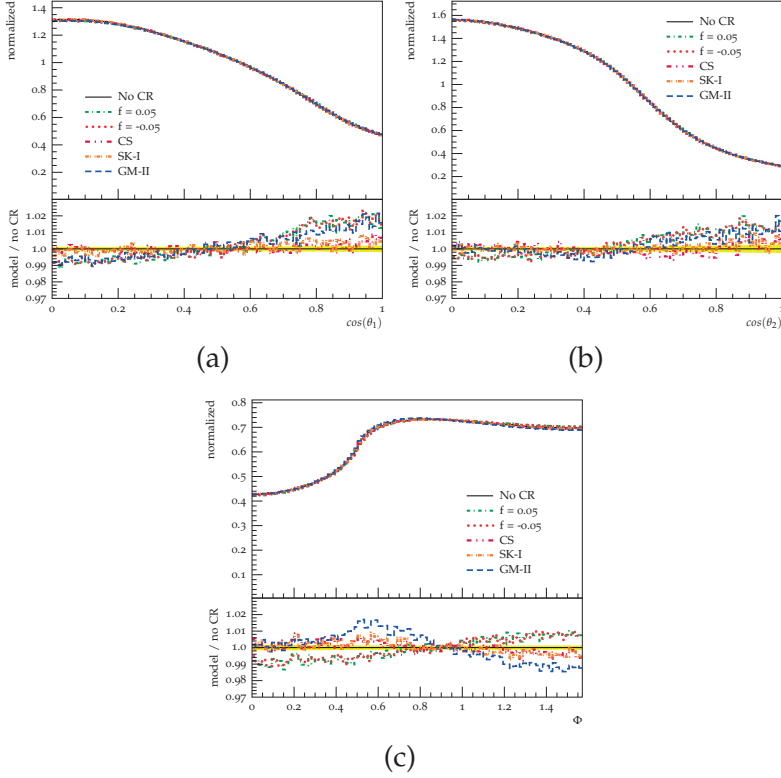 normalized
1.4
1.2
1
0.8
0.6
0.4
0.2
No CR
f = 0.05
f = -0.05
CS
SK-I
GM-II
model / no CR
1.02
1.01
1.0
0.99
0.98
0.97
0 0.2 0.4 0.6 0.8 1
cos(θ1)
(a)
normalized
1.6
1.4
1.2
1
0.8
0.6
0.4
0.2
No CR
f = 0.05
f = -0.05
CS
SK-I
GM-II
model / no CR
1.02
1.01
1.0
0.99
0.98
0.97
0 0.2 0.4 0.6 0.8 1
cos(θ2)
(b)
normalized
0.8
0.7
0.6
0.5
0.4
0.3
0.2
0.1
No CR
f = 0.05
f = -0.05
CS
SK-I
GM-II
model / no CR
1.02
1.01
1.0
0.99
0.98
0.97
0 0.2 0.4 0.6 0.8 1 1.2 1.4
Φ
(c)